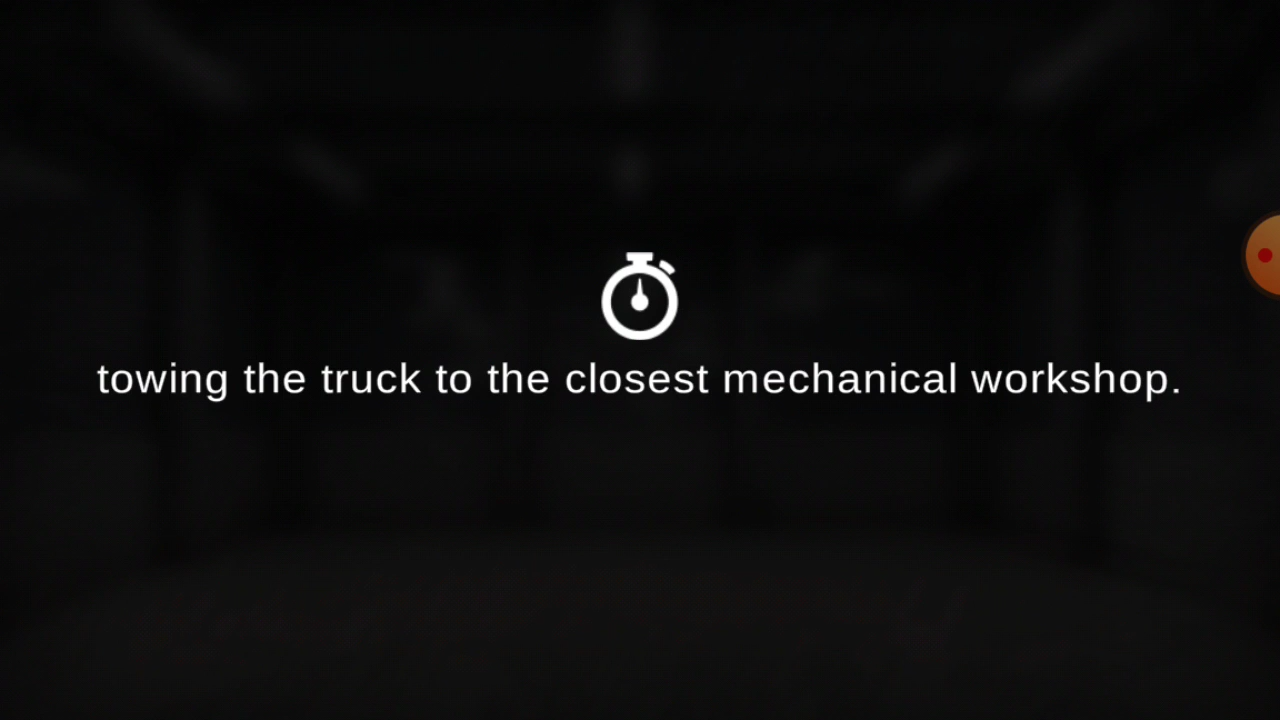 towing the truck to the closest mechanical workshop.